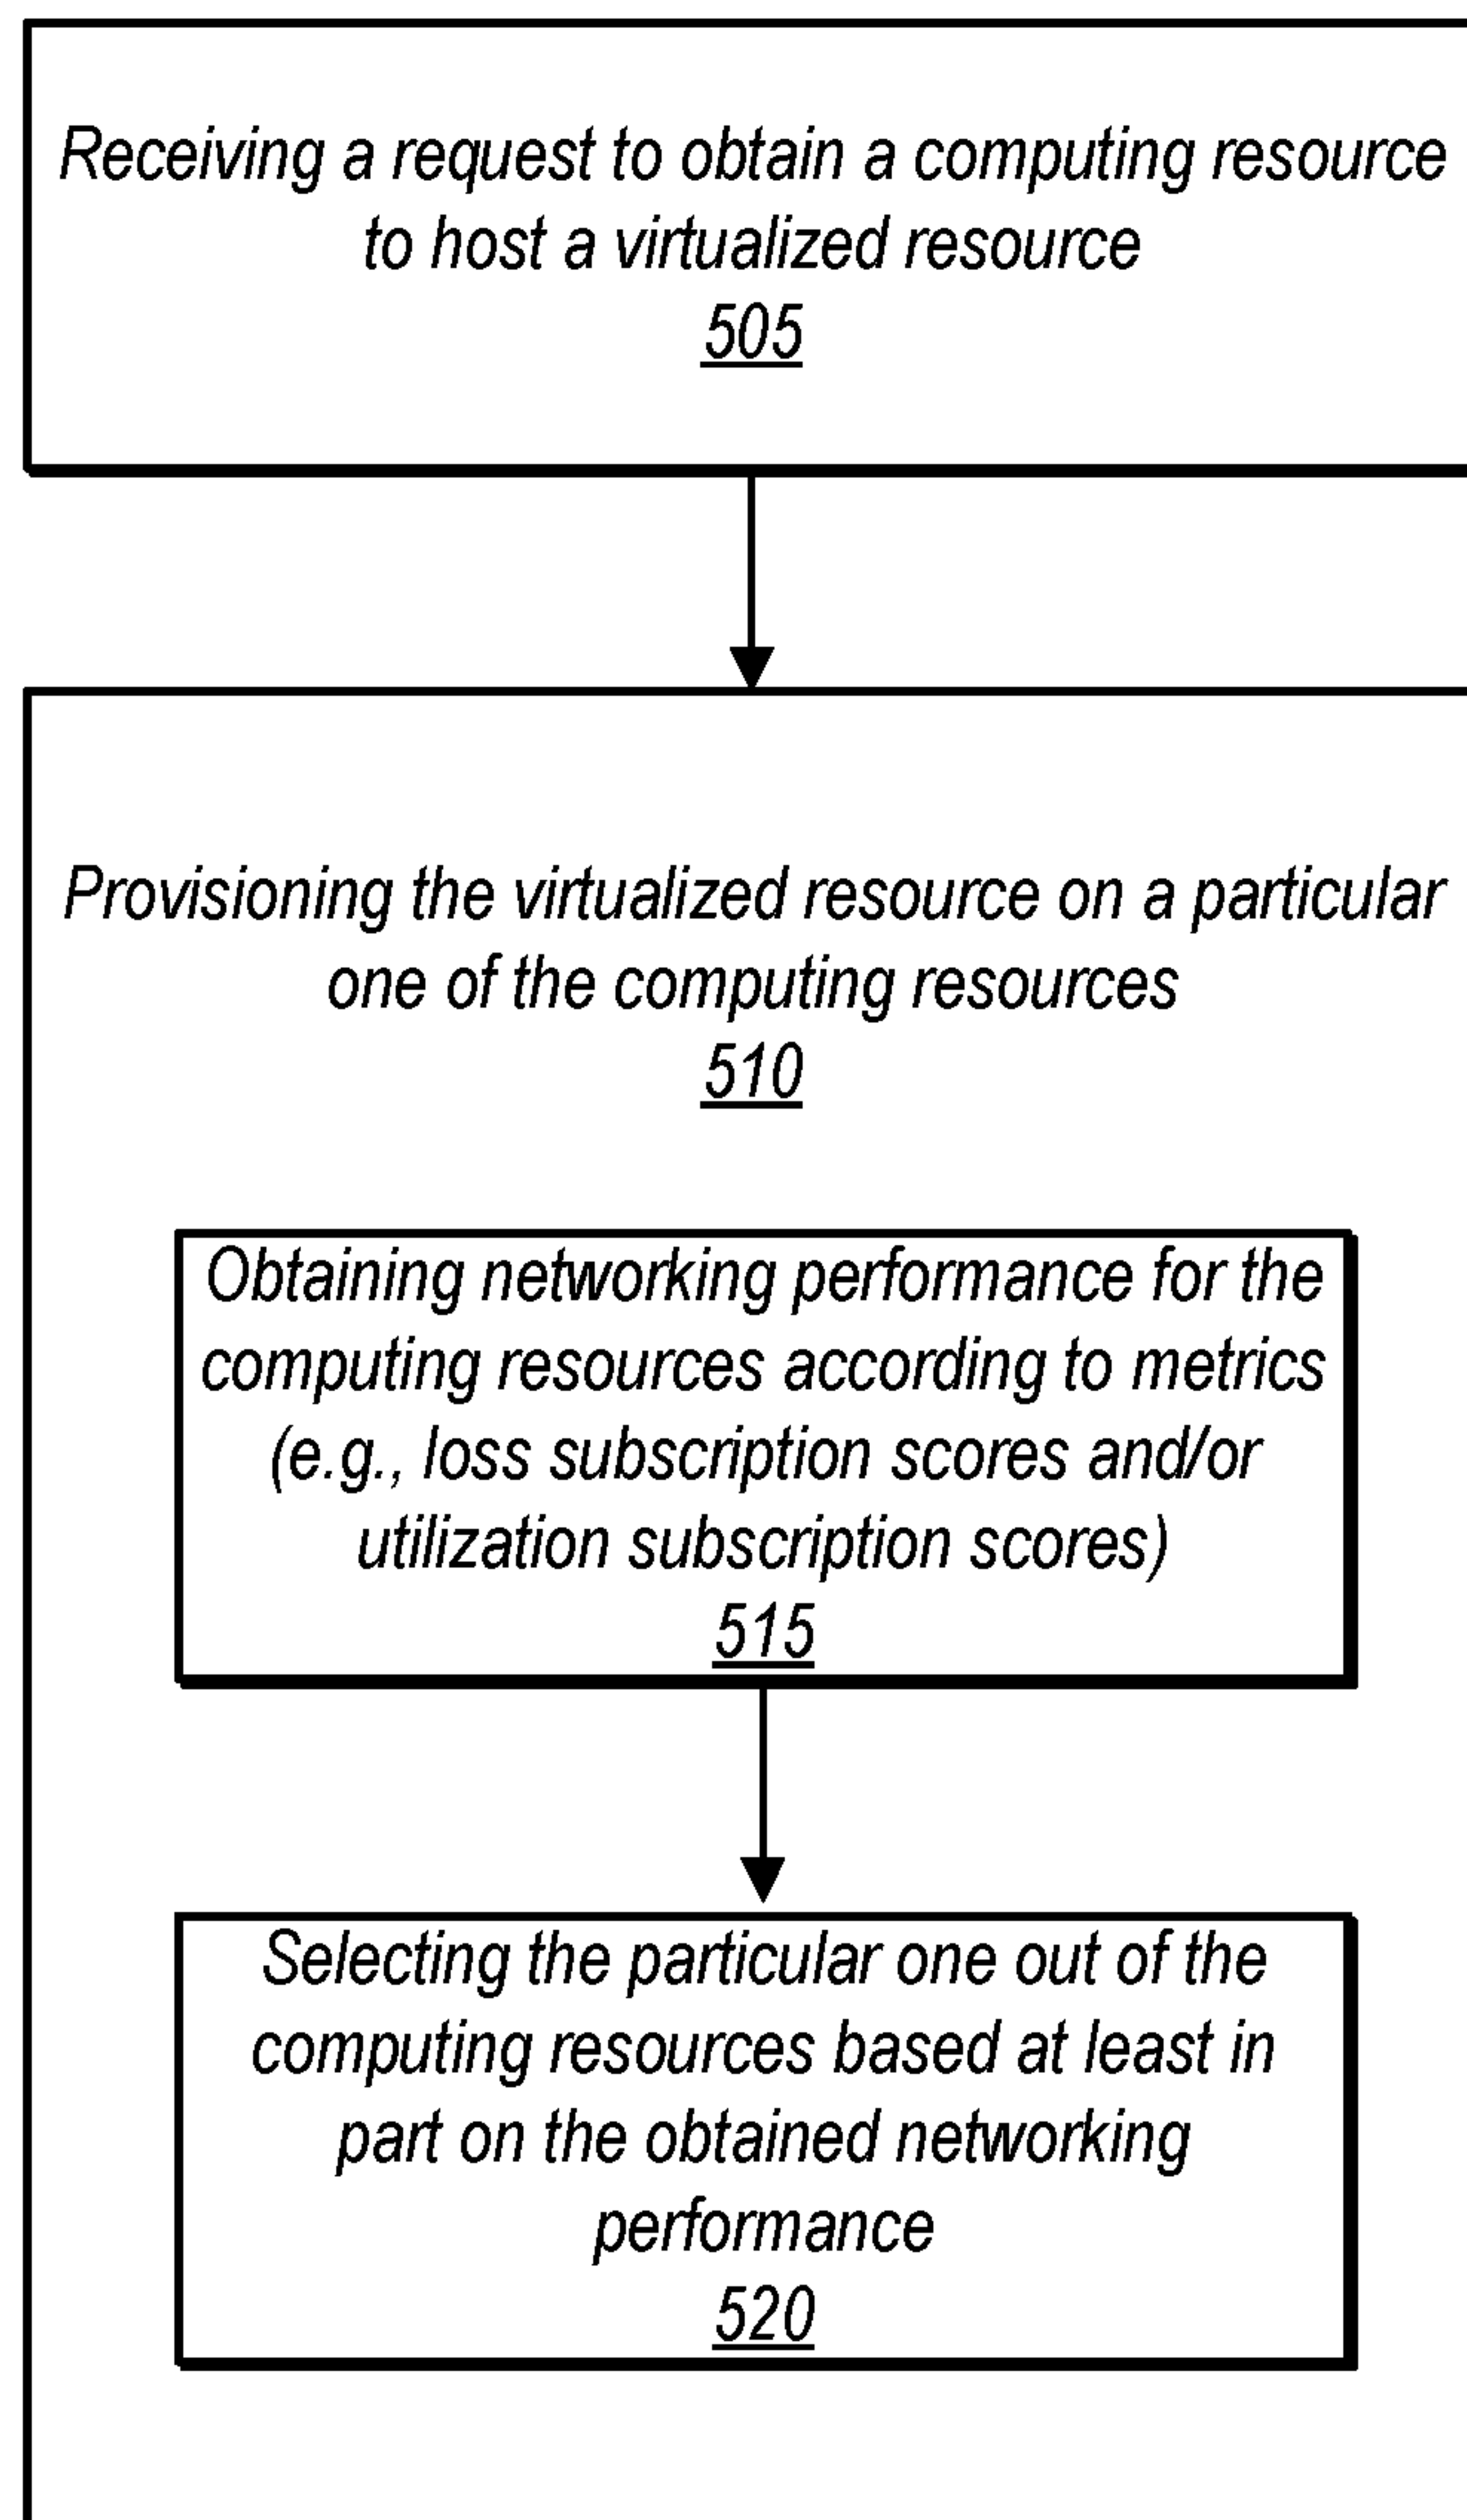 Receiving a request to obtain a computing resource
to host a virtualized resource
505
Provisioning the virtualized resource on a particular
one of the computing resources
510
Obtaining networking performance for the
computing resources according to metrics
(e.g., loss subscription scores and/or
utilization subscription scores)
515
Selecting the particular one out of the
computing resources based at least in
part on the obtained networking
performance
520